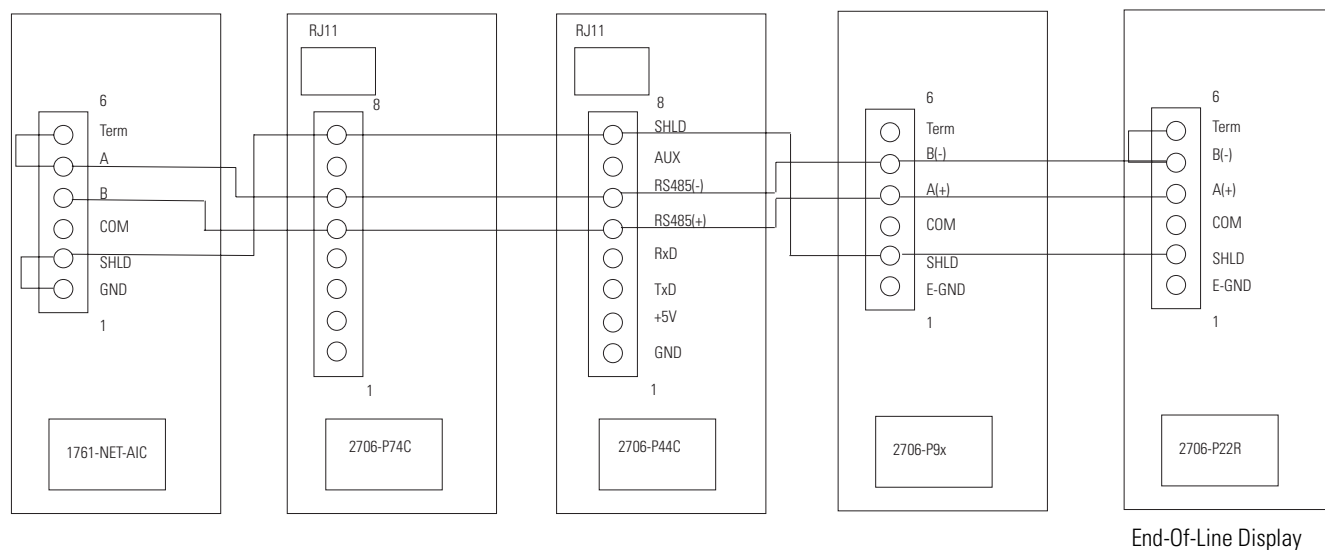 6
Term
A
B
COM
SHLD
GND
1
1761-NET-AIC
RJ11
8
1
2706-P74C
RJ11
8
SHLD
AUX
RS485(-)
RS485(+)
RxD
TxD
+5V
GND
1
2706-P44C
6
Term
B(-)
A(+)
COM
SHLD
E-GND
1
2706-P9x
6
Term
B(-)
A(+)
COM
SHLD
E-GND
1
2706-P22R
End-Of-Line Display